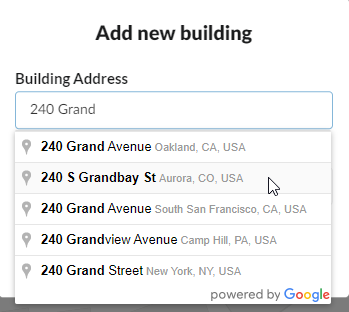 Add new building
Building Address
240 Grand
240 Grand Avenue Oakland, CA, USA
240 S Grandbay St Aurora, CO, USA
240 Grand Avenue South San Francisco, CA, USA
240 Grandview Avenue Camp Hill, PA, USA
240 Grand Street New York, NY, USA
powered by Google